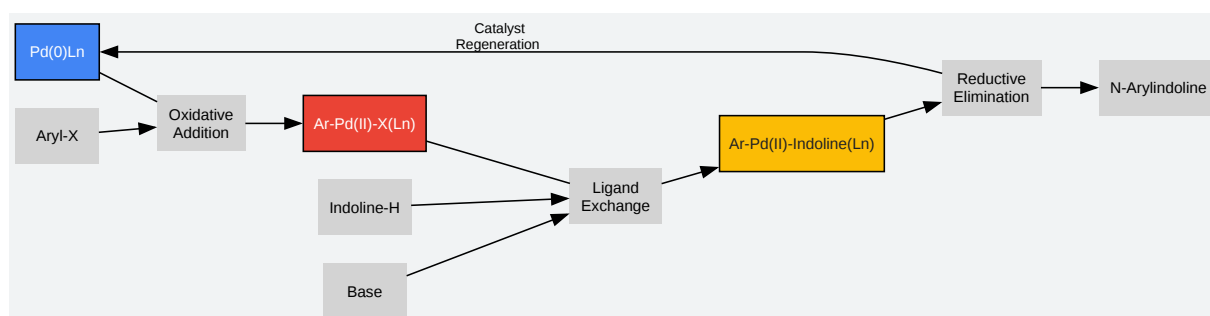 Catalyst
Regeneration
Pd(0)Ln
Aryl-X
Oxidative
Addition
Ar-Pd(II)-X(Ln)
Indoline-H
Base
Ligand
Exchange
Ar-Pd(II)-Indoline(Ln)
Reductive
Elimination
N-Arylindoline